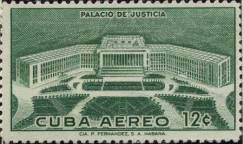 PALACIO DE JUSTICIA
CUBA AEREO 12¢
CIA. P. FERNANDEZ, S. A. HABANA